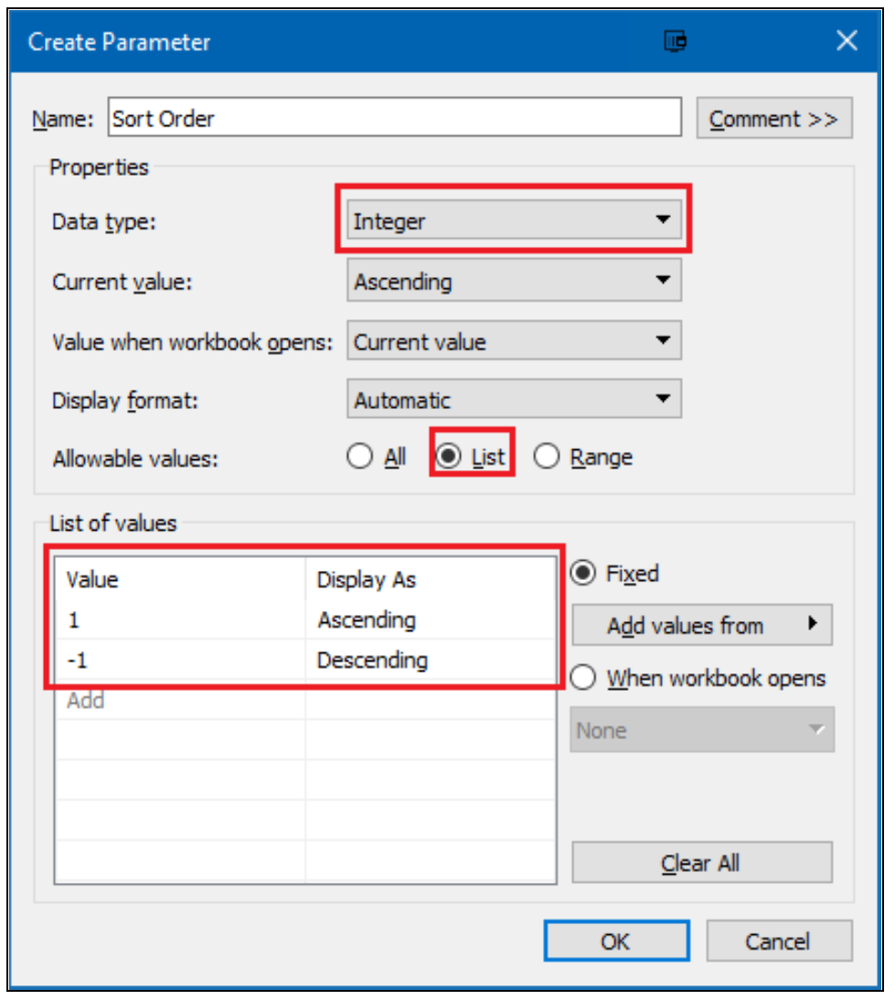 Create Parameter
Name: Sort Order Comment >>
Properties
Data type: Integer
Current value: Ascending
Value when workbook opens: Current value
Display format: Automatic
Allowable values: All List Range
List of values
Value Display As Fixed
1 Ascending Add values from
-1 Descending When workbook opens
Add
None
Clear All
OK Cancel